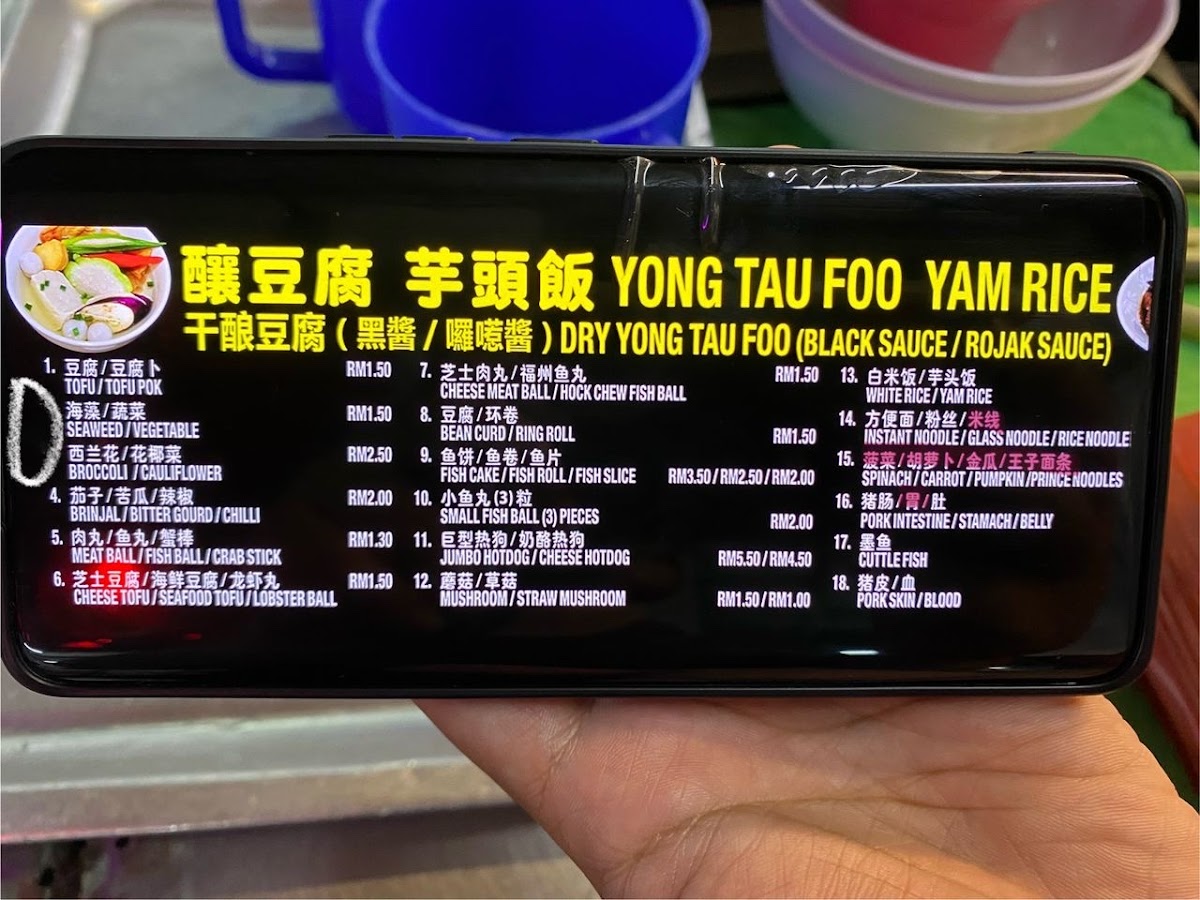 釀豆腐 芋頭飯 YONG TAU FOO YAM RICE
干酿豆腐 ( 黑醬 / 囉喏醬 ) DRY YONG TAU FOO (BLACK SAUCE / ROJAK SAUCE)
1. 豆腐/豆腐卜 RM1.50
TOFU / TOFU POK
海藻/蔬菜 RM1.50
SEAWEED / VEGETABLE
西兰花/花椰菜 RM2.50
BROCCOLI / CAULIFLOWER
4. 茄子/苦瓜/辣椒 RM2.00
BRINJAL / BITTER GOURD / CHILLI
5. 肉丸/鱼丸/蟹棒 RM1.30
MEAT BALL / FISH BALL / CRAB STICK
6. 芝士豆腐/海鲜豆腐/龙虾丸 RM1.50
CHEESE TOFU / SEAFOOD TOFU / LOBSTER BALL
7. 芝士肉丸/福州鱼丸 RM1.50
CHEESE MEAT BALL / HOCK CHEW FISH BALL
8. 豆腐/环卷
BEAN CURD / RING ROLL RM1.50
9. 鱼饼/鱼卷/鱼片
FISH CAKE / FISH ROLL / FISH SLICE RM3.50 / RM2.50 / RM2.00
10. 小鱼丸 (3) 粒
SMALL FISH BALL (3) PIECES RM2.00
11. 巨型热狗/奶酪热狗
JUMBO HOTDOG / CHEESE HOTDOG RM5.50 / RM4.50
12. 蘑菇/草菇
MUSHROOM / STRAW MUSHROOM RM1.50 / RM1.00
13. 白米饭/芋头饭
WHITE RICE / YAM RICE
14. 方便面/粉丝/米线
INSTANT NOODLE / GLASS NOODLE / RICE NOODLE
15. 菠菜/胡萝卜/金瓜/王子面条
SPINACH / CARROT / PUMPKIN / PRINCE NOODLES
16. 猪肠/胃/肚
PORK INTESTINE / STAMACH / BELLY
17. 墨鱼
CUTTLE FISH
18. 猪皮/血
PORK SKIN / BLOOD